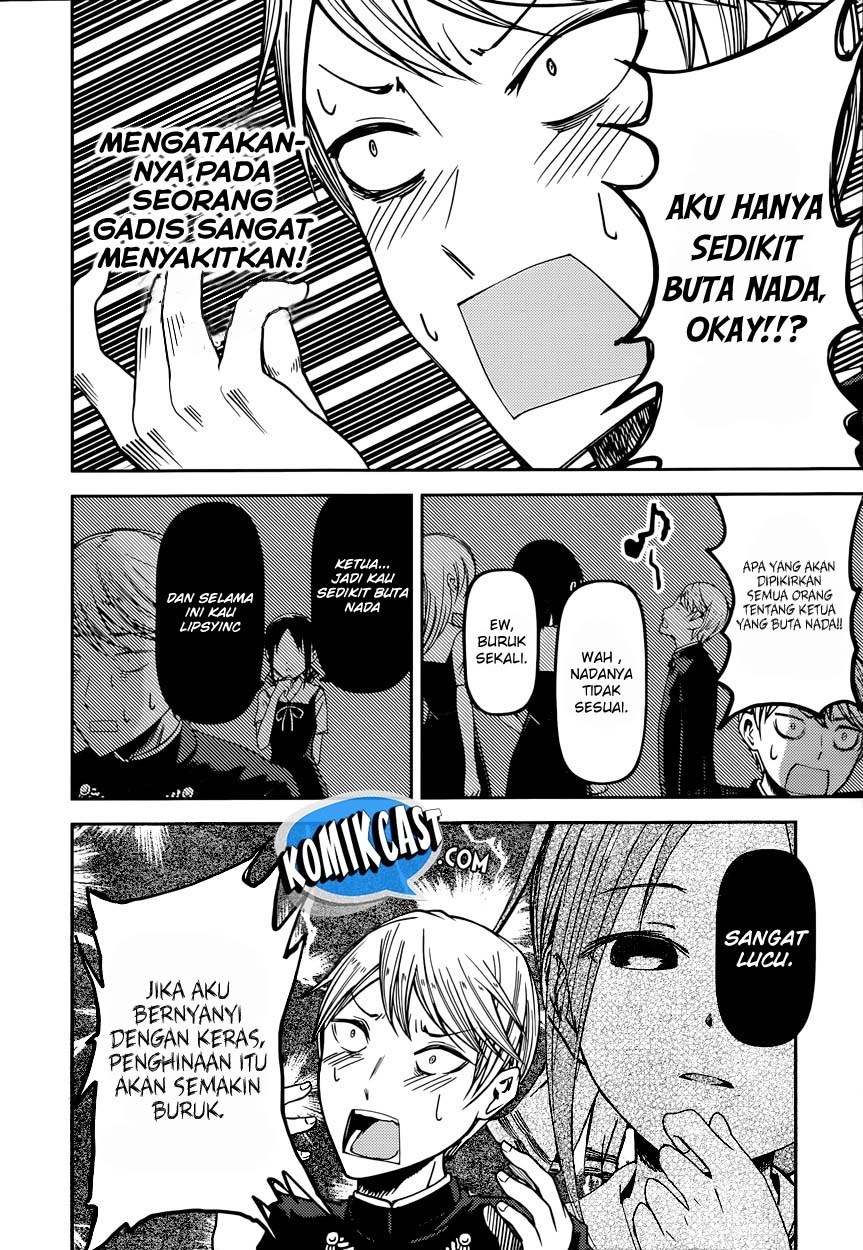 AKU HANYA
SEDIKIT
BUTA NADA,
OKAY!!?
MENGATAKAN-
NYA PADA
SEORANG
GADIS SANGAT
MENYAKITKAN!
APA YANG AKAN
DIPIKIRKAN
SEMUA ORANG
TENTANG KETUA
YANG BUTA NADA!!
WAH ,
NADANYA
TIDAK
SESUAI.
EW,
BURUK
SEKALI.
KETUA...
JADI KAU
SEDIKIT BUTA
NADA
DAN SELAMA
INI KAU
LIPSYINC
SANGAT
LUCU.
JIKA AKU
BERNYANYI
DENGAN KERAS,
PENGHINAAN ITU
AKAN SEMAKIN
BURUK.
KOMIKCAST
.COM